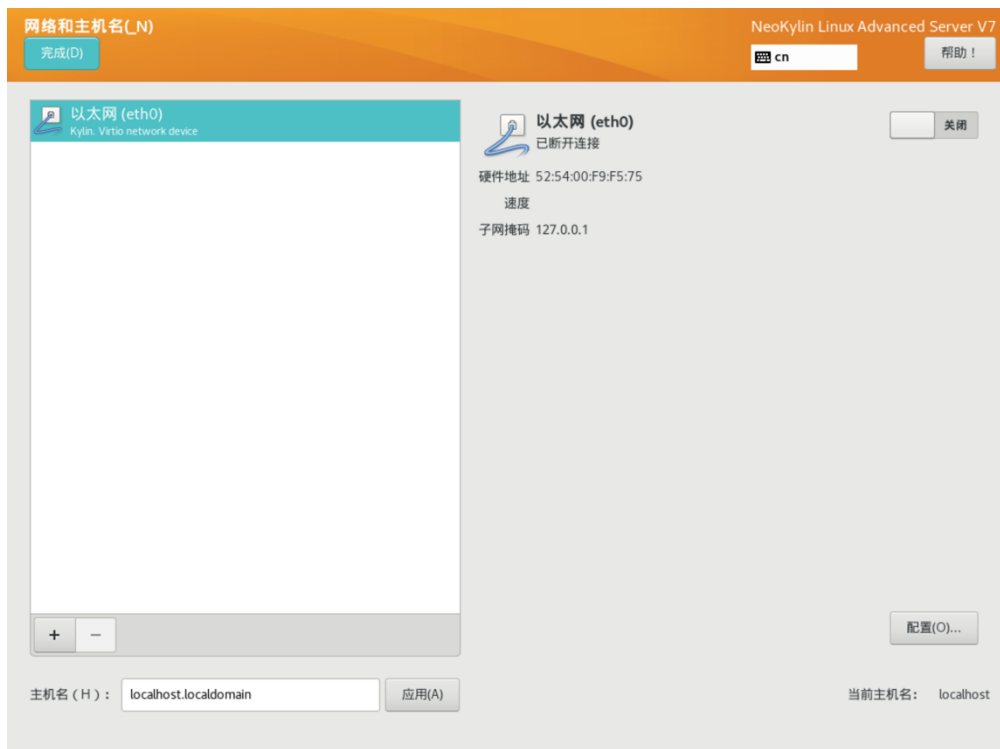 网络和主机名(_N)
NeoKylin Linux Advanced Server V7
完成(D)
cn
帮助！
以太网 (eth0)
Kylin. Virtio network device
以太网 (eth0)
已断开连接
关闭
硬件地址 52:54:00:F9:F5:75
速度
子网掩码 127.0.0.1
+ −
配置(O)...
主机名（H）: localhost.localdomain 应用(A)
当前主机名: localhost